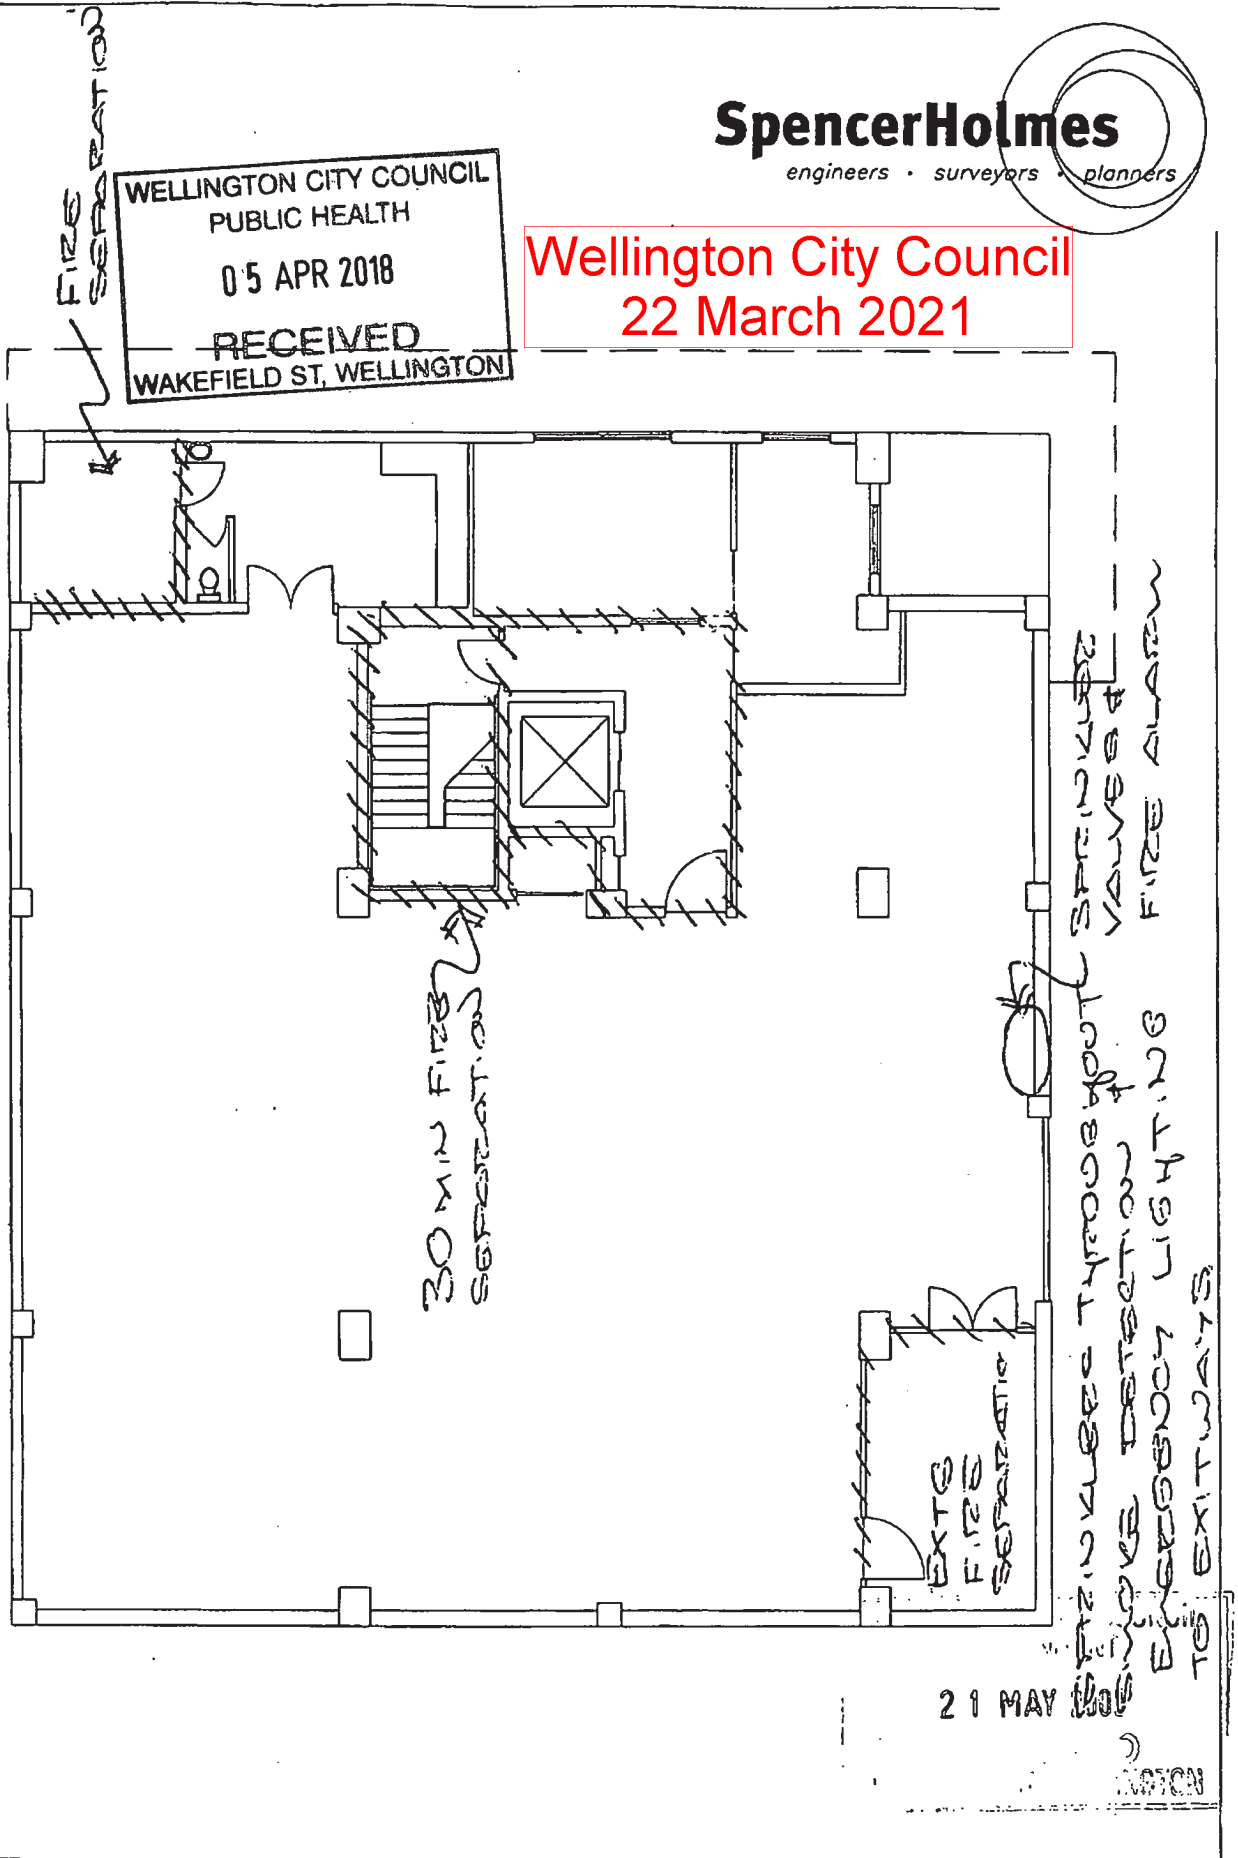 SpencerHolmes
engineers · surveyors · planners
WELLINGTON CITY COUNCIL
PUBLIC HEALTH
05 APR 2018
RECEIVED
WAKEFIELD ST, WELLINGTON
Wellington City Council
22 March 2021
FIRE
SEPARATION
30 MIN FIRE
SEPARATION
SPRINKLER
VALVES &
FIRE ALARM
SPRINKLERED THROUGHOUT
SMOKE DETECTION &
EMERGENCY LIGHTING
TO EXITWAYS
EXTG
FIRE
SEPARATIO
21 MAY